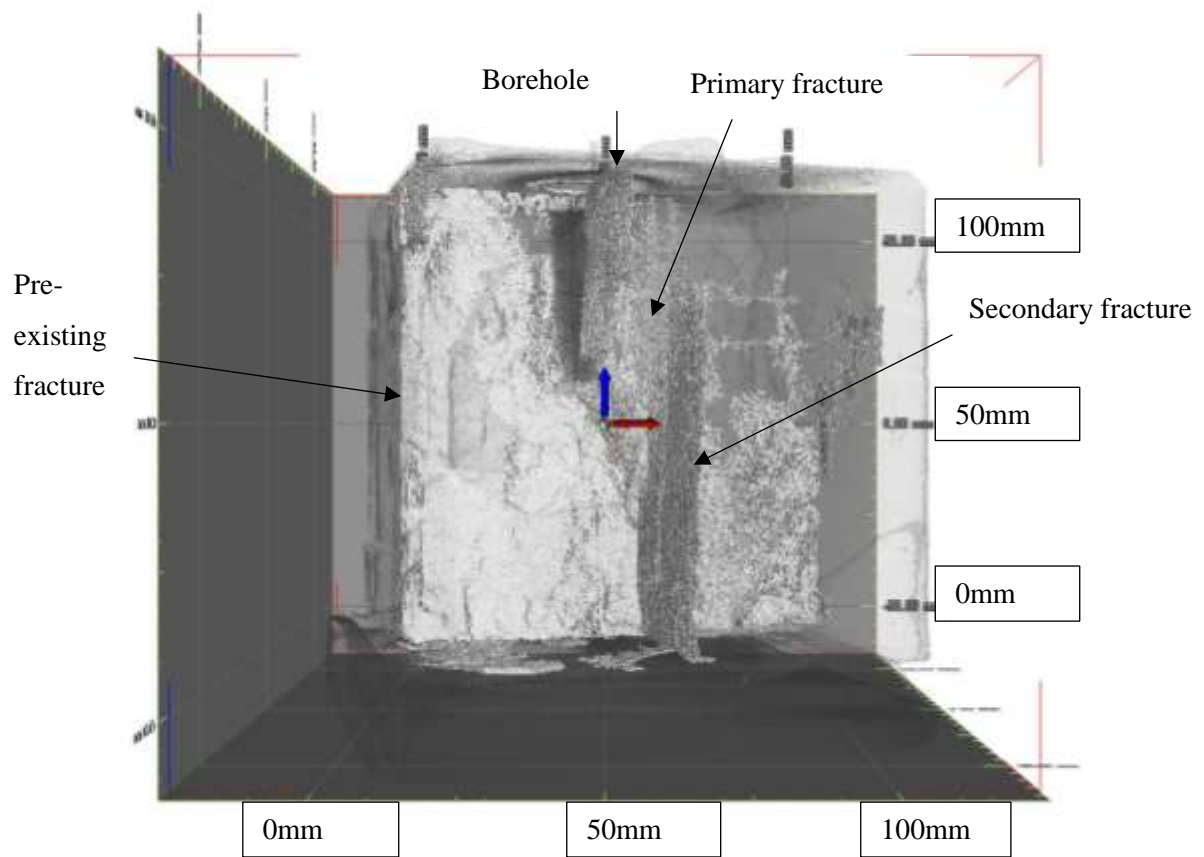 Borehole
Primary fracture
100mm
Pre-
existing
fracture
Secondary fracture
50mm
0mm
0mm
50mm
100mm